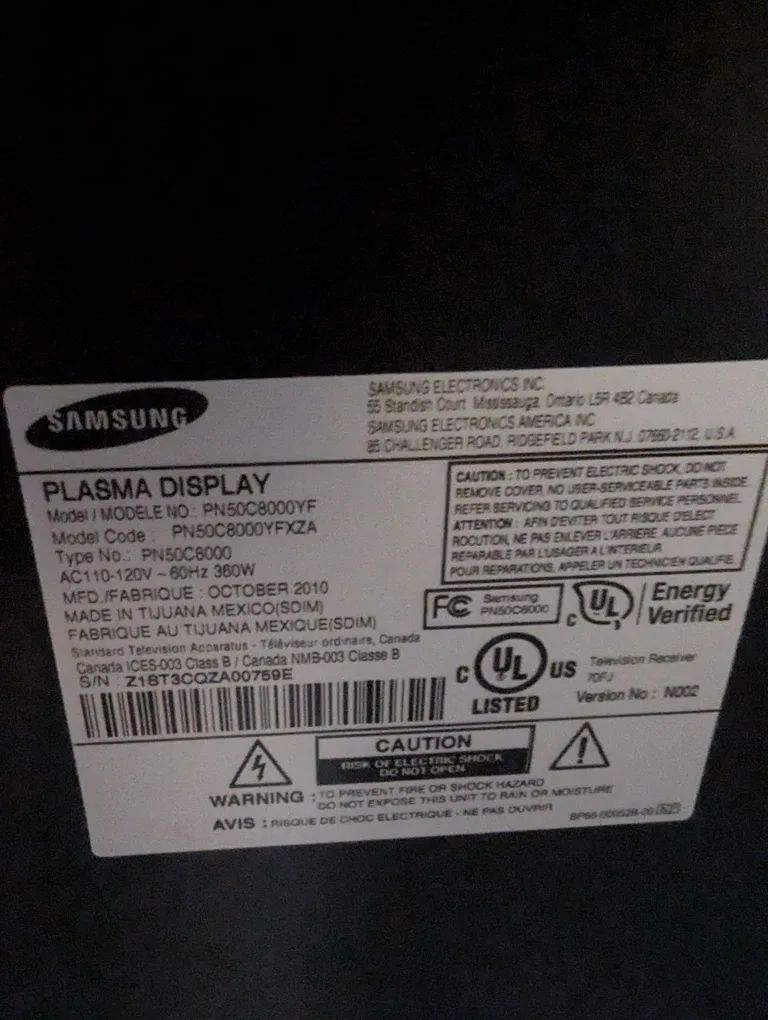 SAMSUNG
SAMSUNG ELECTRONICS INC.
55 Standish Court Mississauga, Ontario L5R 4B2 Canada
SAMSUNG ELECTRONICS AMERICA INC
85 CHALLENGER ROAD, RIDGEFIELD PARK N.J. 07660-2112, U.S.A
PLASMA DISPLAY
Model / MODELE NO.: PN50C8000YF
Model Code : PN50C8000YFXZA
Type No.: PN50C8000
AC110-120V ~ 60Hz 360W
MFD./FABRIQUE : OCTOBER 2010
MADE IN TIJUANA MEXICO(SDIM)
FABRIQUE AU TIJUANA MEXIQUE(SDIM)
Standard Television Apparatus - Téléviseur ordinaire, Canada
Canada ICES-003 Class B / Canada NMB-003 Classe B
S/N : Z18T3CQZA00759E
CAUTION : TO PREVENT ELECTRIC SHOCK, DO NOT
REMOVE COVER, NO USER-SERVICEABLE PARTS INSIDE.
REFER SERVICING TO QUALIFIED SERVICE PERSONNEL.
ATTENTION : AFIN D'EVITER TOUT RISQUE D'ELECT
ROCUTION, NE PAS ENLEVER L'ARRIERE. AUCUNE PIECE
REPARABLE PAR L'USAGER A L'INTERIEUR.
POUR REPARATIONS, APPELER UN TECHNICIEN QUALIFIE.
FC Samsung
PN50C8000
C UL
Energy
Verified
C UL US
LISTED
Television Receiver
70FJ
Version No : N002
CAUTION
RISK OF ELECTRIC SHOCK
DO NOT OPEN
WARNING : TO PREVENT FIRE OR SHOCK HAZARD
DO NOT EXPOSE THIS UNIT TO RAIN OR MOISTURE
AVIS : RISQUE DE CHOC ELECTRIQUE - NE PAS OUVRIR